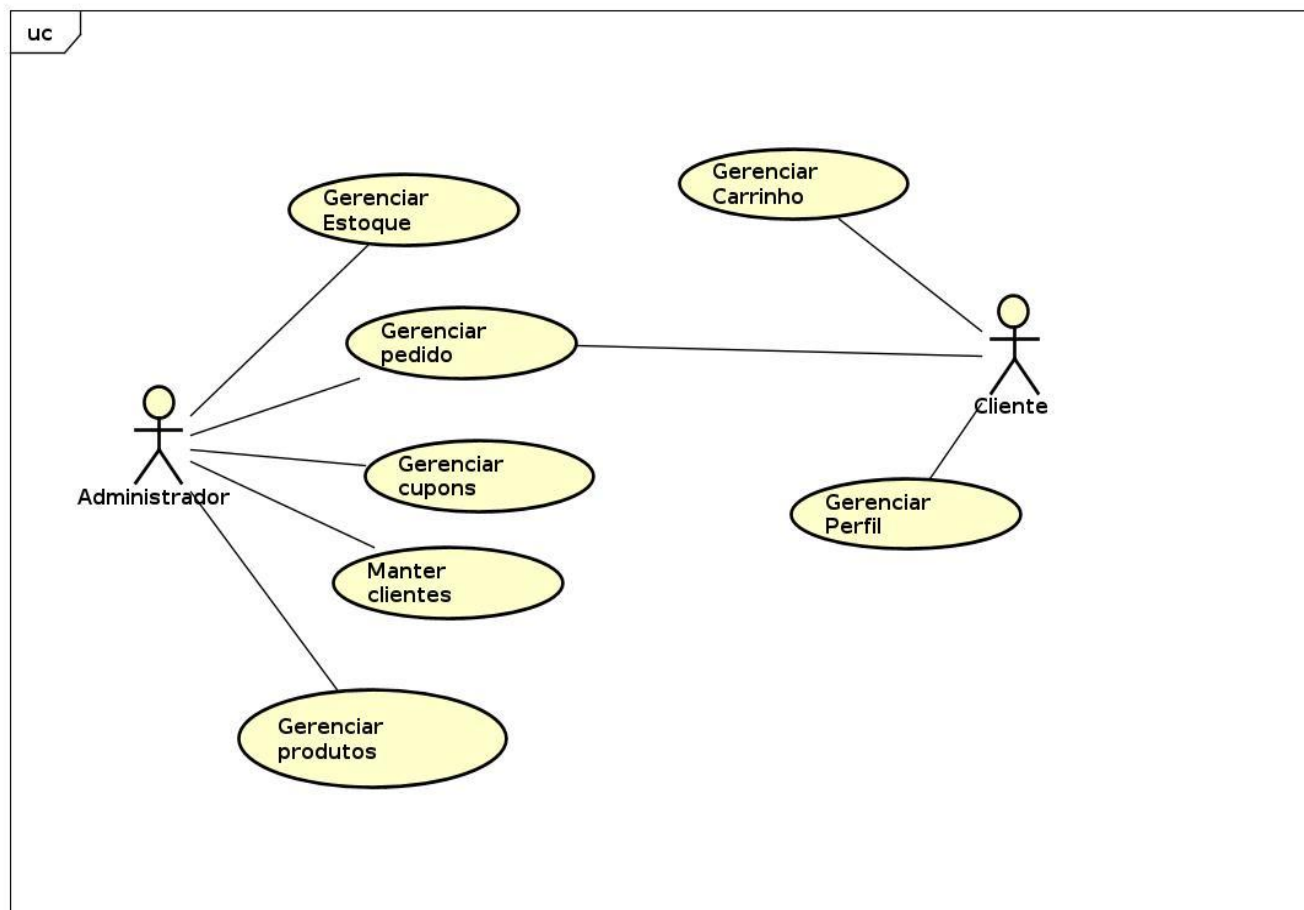 uc
Gerenciar
Estoque
Gerenciar
Carrinho
Gerenciar
pedido
Cliente
Gerenciar
cupons
Administrador
Gerenciar
Perfil
Manter
clientes
Gerenciar
produtos